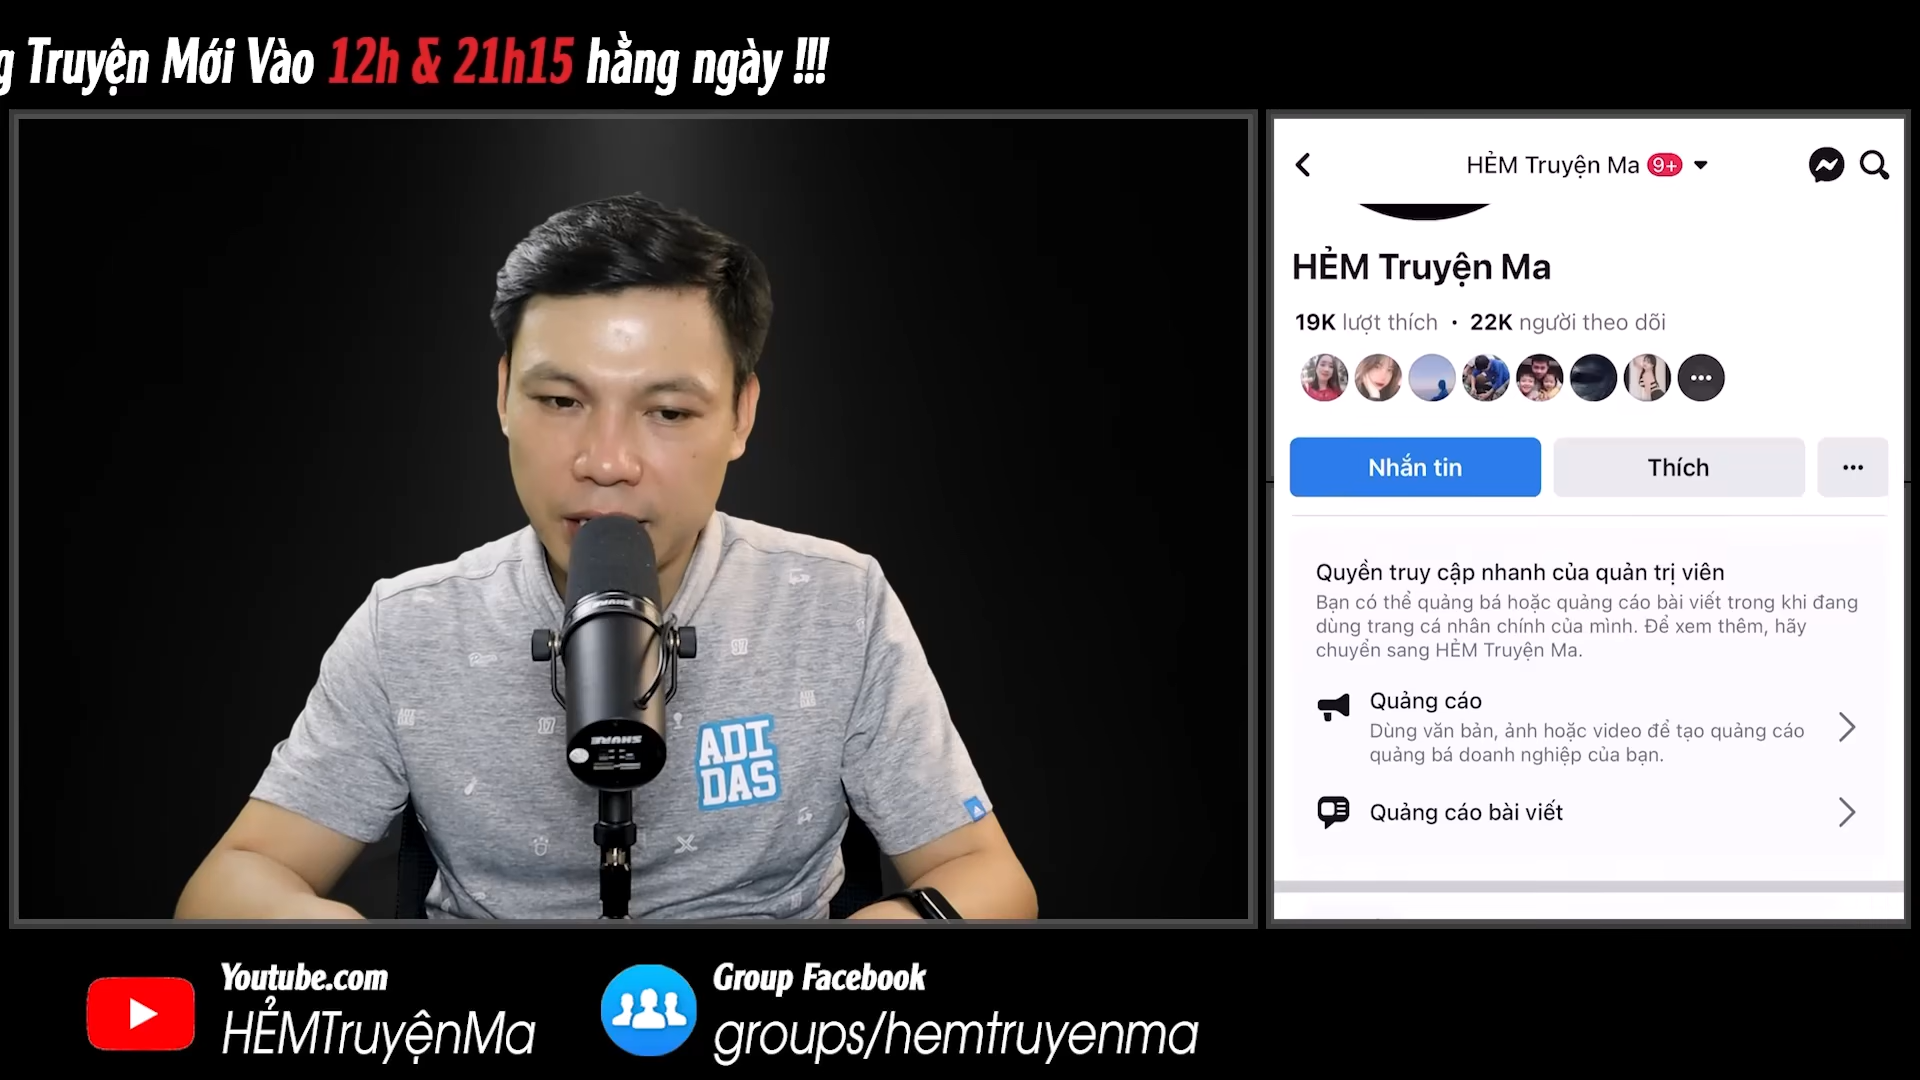 g Truyện Mới Vào 12h & 21h15 hằng ngày !!!
HẺM Truyện Ma 9+
HẺM Truyện Ma
19K lượt thích · 22K người theo dõi
Nhắn tin
Thích
Quyền truy cập nhanh của quản trị viên
Bạn có thể quảng bá hoặc quảng cáo bài viết trong khi đang
dùng trang cá nhân chính của mình. Để xem thêm, hãy
chuyển sang HẺM Truyện Ma.
Quảng cáo
Dùng văn bản, ảnh hoặc video để tạo quảng cáo
quảng bá doanh nghiệp của bạn.
Quảng cáo bài viết
SHURE
SHURE
97
17
ADI
DAS
Youtube.com
HẺMTruyệnMa
Group Facebook
groups/hemtruyenma